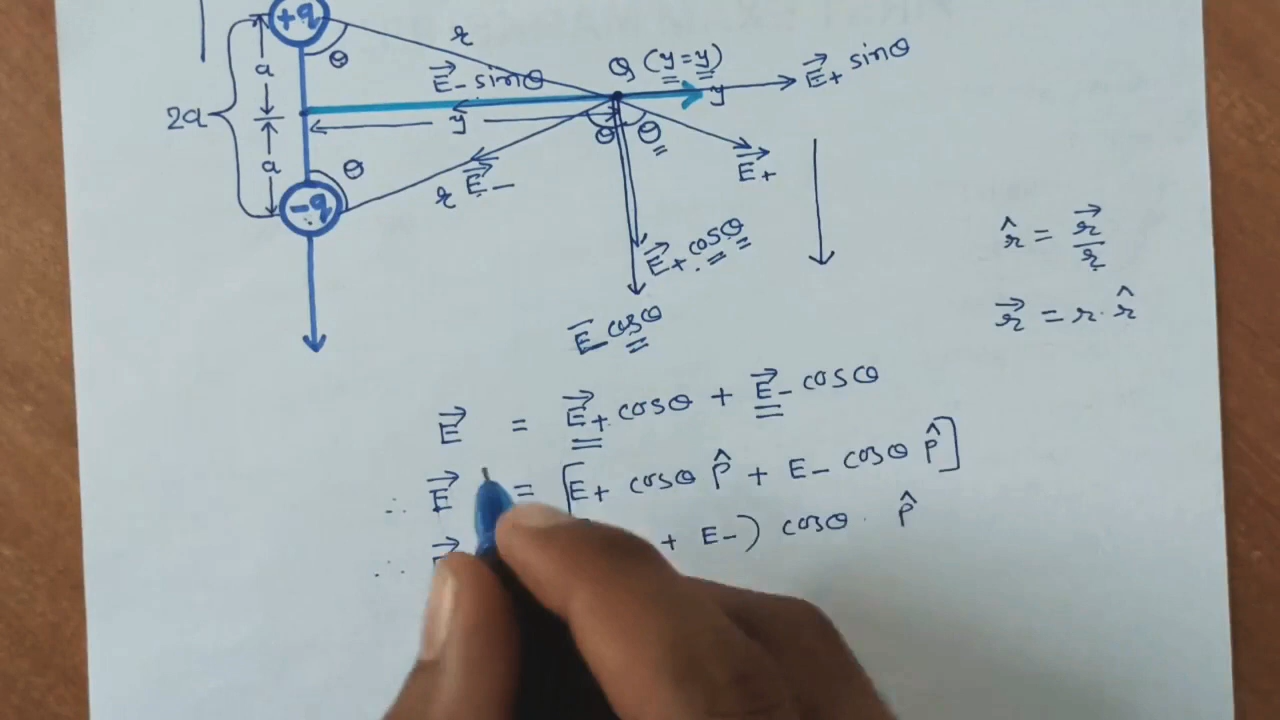 +q
a
θ
r
E⃗- sinθ
Q (y=y)
E⃗+ sinθ
y
2a
y
a
θ
θ
θ
E⃗+
-q
r E⃗-
E⃗+ cosθ
r̂ = r⃗/r
E⃗- cosθ
r⃗ = r. r̂
E⃗ = E⃗+ cosθ + E⃗- cosθ
∴ E⃗ = [E+ cosθ p̂ + E- cosθ p̂]
∴ E⃗ + E-) cosθ . p̂